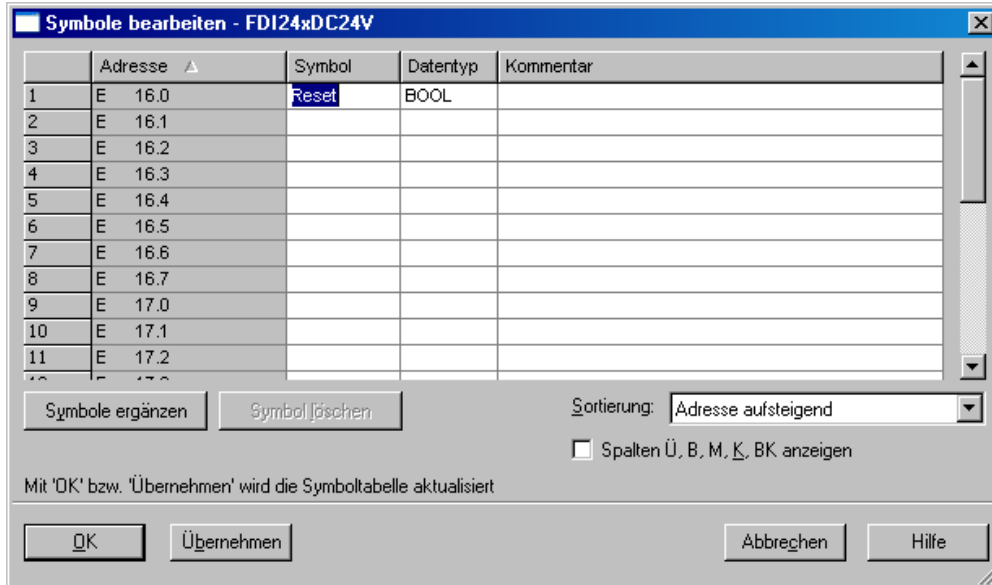 Symbole bearbeiten - FDI24xDC24V
Adresse Symbol Datentyp Kommentar
1 E 16.0 Reset BOOL
2 E 16.1
3 E 16.2
4 E 16.3
5 E 16.4
6 E 16.5
7 E 16.6
8 E 16.7
9 E 17.0
10 E 17.1
11 E 17.2
Symbole ergänzen Symbol löschen Sortierung: Adresse aufsteigend
Spalten Ü, B, M, K, BK anzeigen
Mit 'OK' bzw. 'Übernehmen' wird die Symboltabelle aktualisiert
OK Übernehmen Abbrechen Hilfe